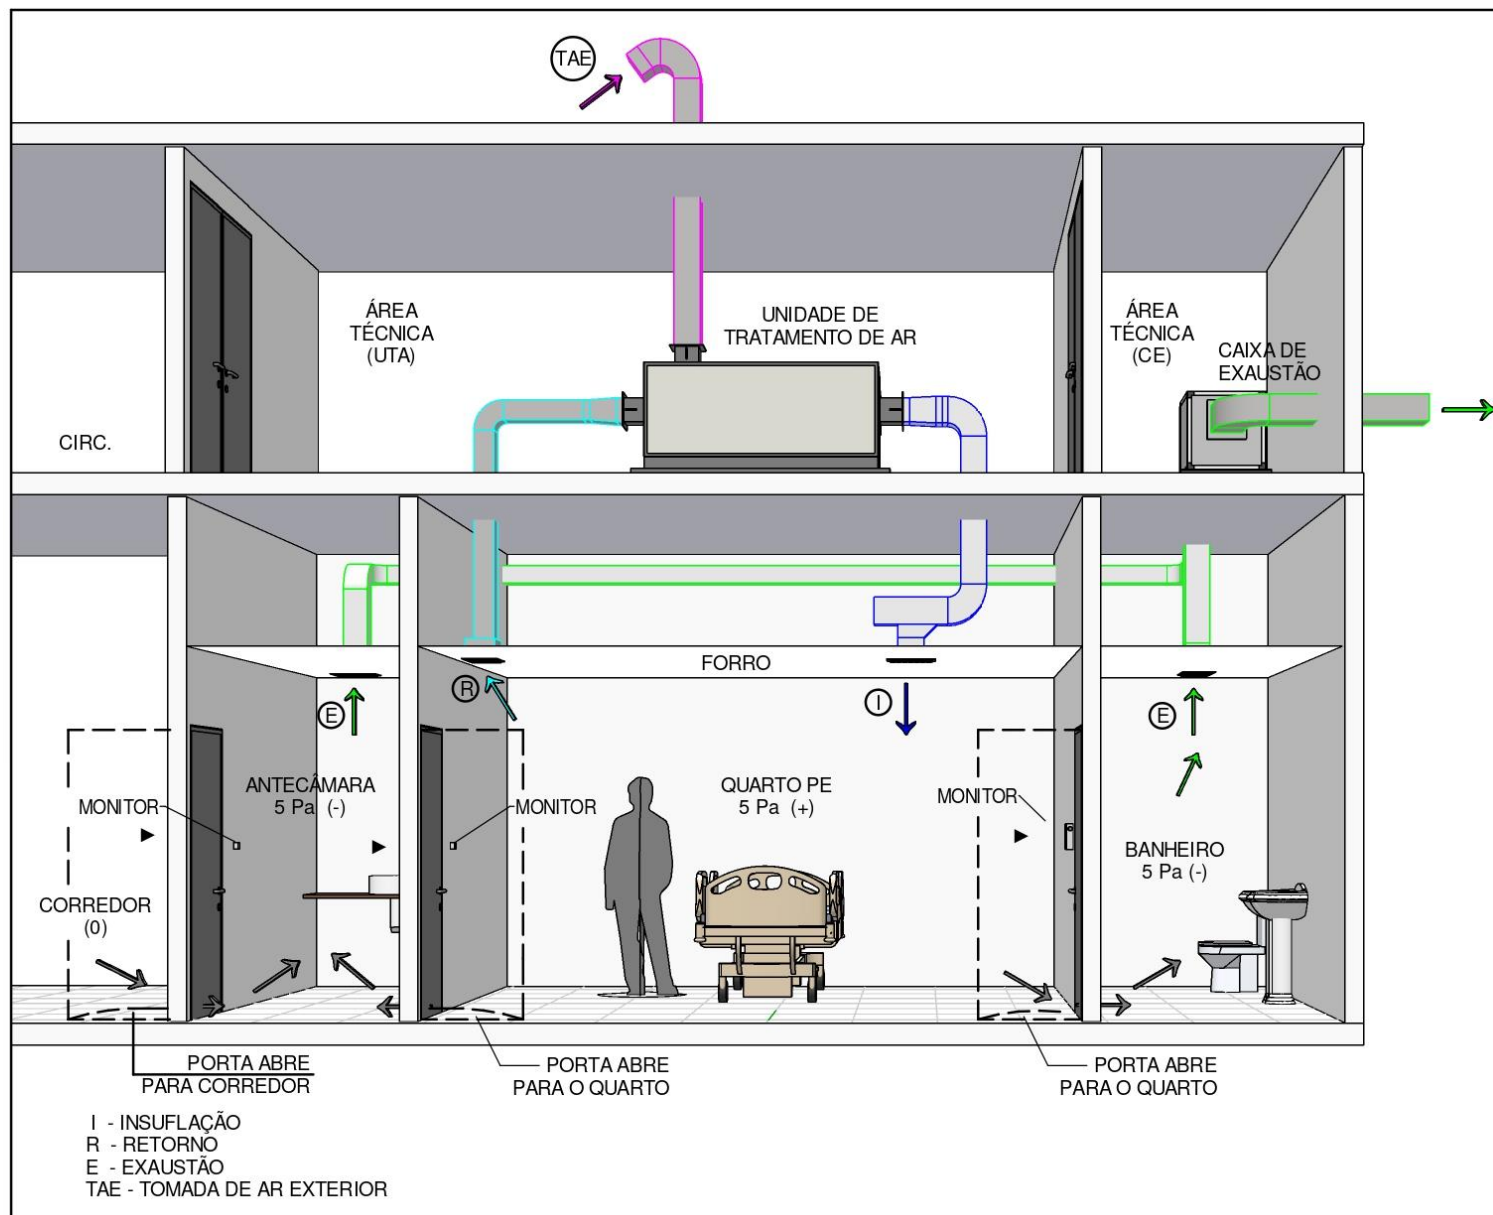 TAE
ÁREA
TÉCNICA
(UTA)
UNIDADE DE
TRATAMENTO DE AR
ÁREA
TÉCNICA
(CE)
CAIXA DE
EXAUSTÃO
CIRC.
FORRO
E
R
I
E
ANTECÂMARA
5 Pa (-)
MONITOR
MONITOR
QUARTO PE
5 Pa (+)
MONITOR
BANHEIRO
5 Pa (-)
CORREDOR
(0)
PORTA ABRE
PARA CORREDOR
PORTA ABRE
PARA O QUARTO
PORTA ABRE
PARA O QUARTO
I - INSUFLAÇÃO
R - RETORNO
E - EXAUSTÃO
TAE - TOMADA DE AR EXTERIOR